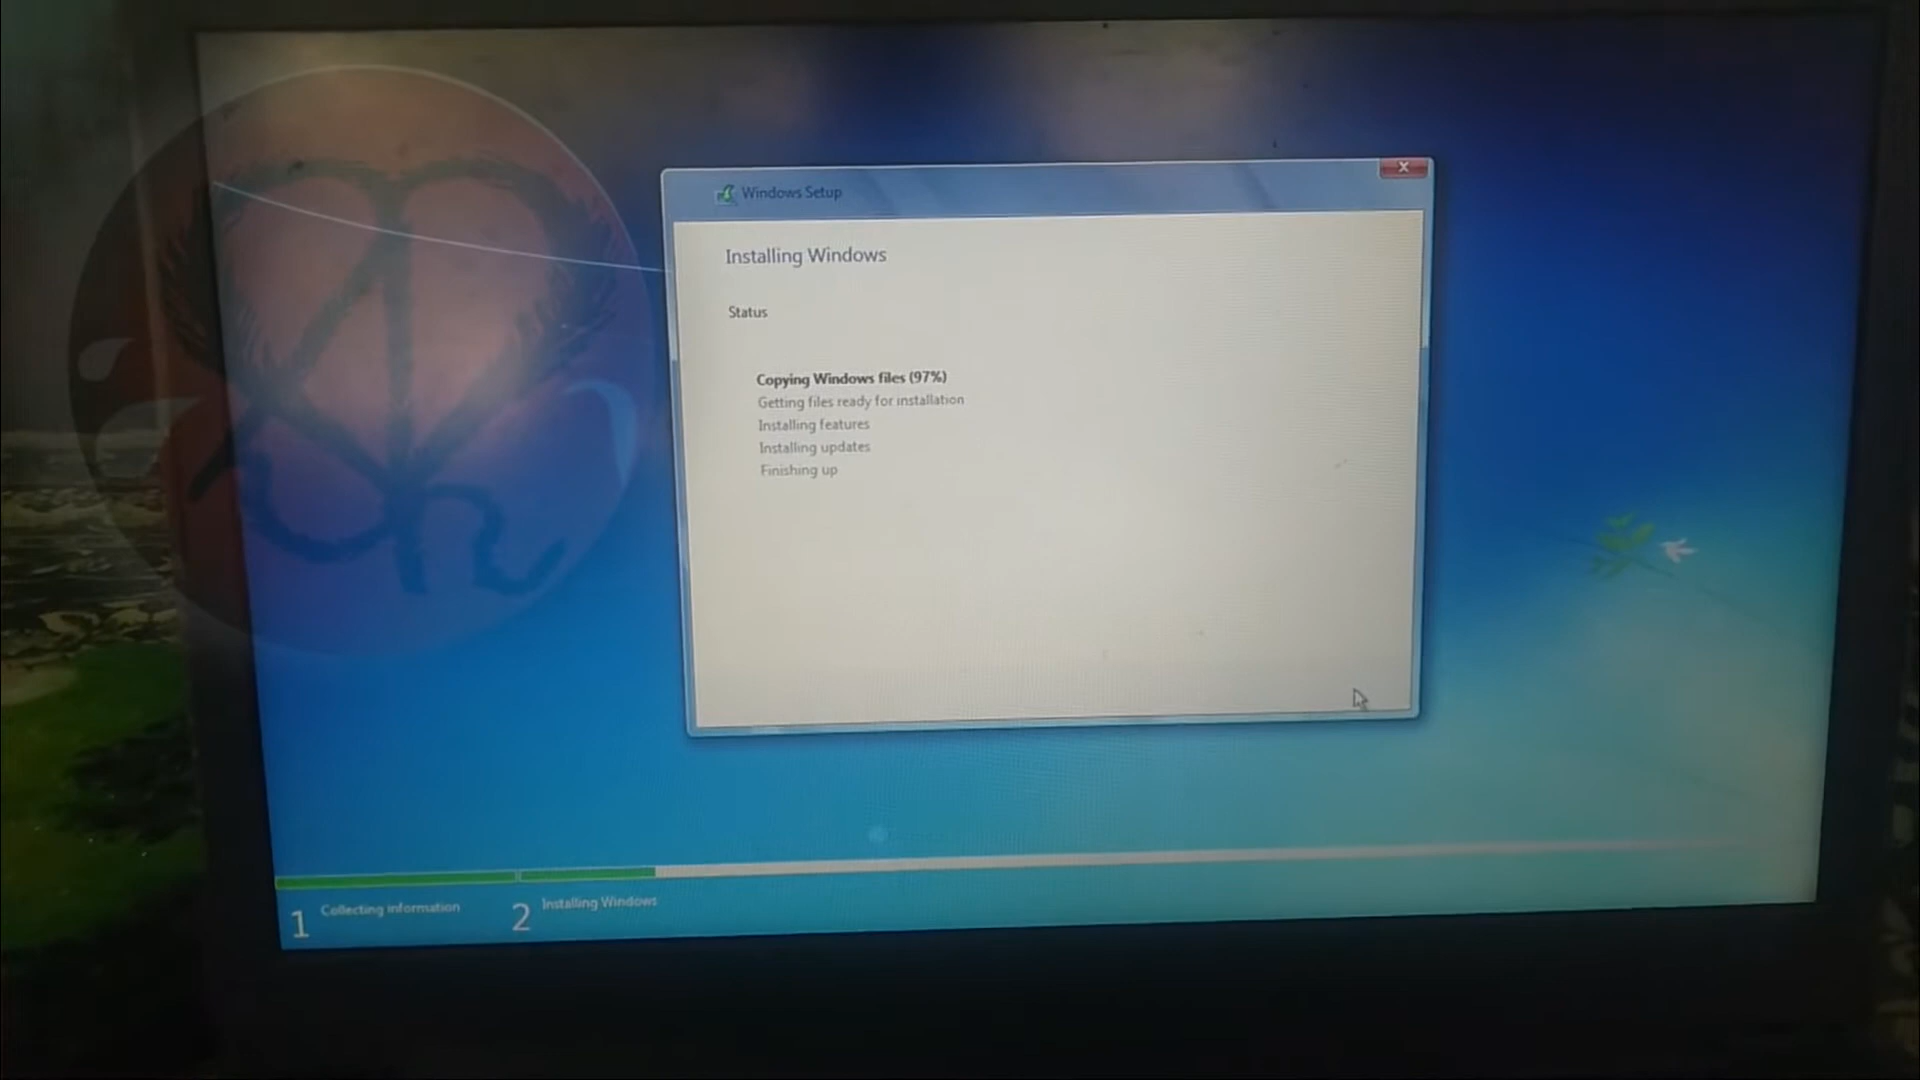 Windows Setup
Installing Windows
Status
Copying Windows files (97%)
Getting files ready for installation
Installing features
Installing updates
Finishing up
1 Collecting information
2 Installing Windows